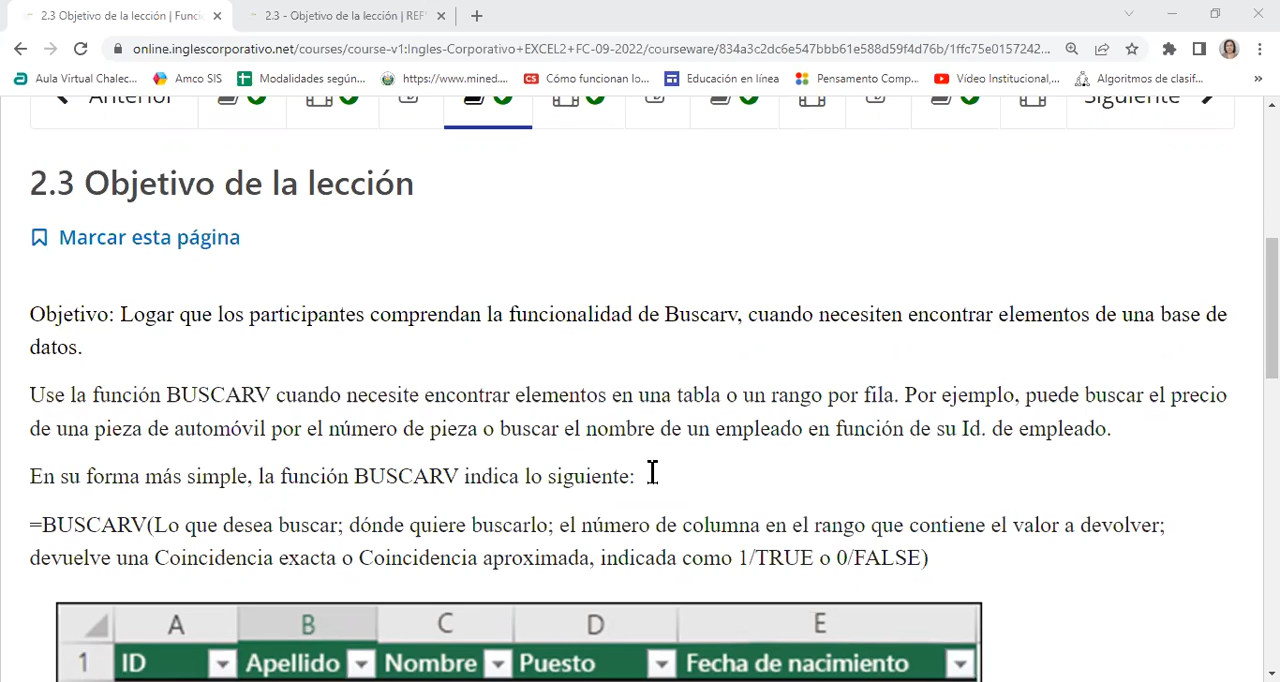 2.3 Objetivo de la lección | Funci
2.3 - Objetivo de la lección | REF
online.inglescorporativo.net/courses/course-v1:Ingles-Corporativo+EXCEL2+FC-09-2022/courseware/834a3c2dc6e547bbb61e588d59f4d76b/1ffc75e0157242...
Aula Virtual Chalec...
Amco SIS
Modalidades según...
https://www.mined....
CS Cómo funcionan lo...
Educación en línea
Pensamento Comp...
Vídeo Institucional,...
Algoritmos de clasif...
»
Anterior
Siguiente
2.3 Objetivo de la lección
Marcar esta página
Objetivo: Logar que los participantes comprendan la funcionalidad de Buscarv, cuando necesiten encontrar elementos de una base de
datos.
Use la función BUSCARV cuando necesite encontrar elementos en una tabla o un rango por fila. Por ejemplo, puede buscar el precio
de una pieza de automóvil por el número de pieza o buscar el nombre de un empleado en función de su Id. de empleado.
En su forma más simple, la función BUSCARV indica lo siguiente:
=BUSCARV(Lo que desea buscar; dónde quiere buscarlo; el número de columna en el rango que contiene el valor a devolver;
devuelve una Coincidencia exacta o Coincidencia aproximada, indicada como 1/TRUE o 0/FALSE)
A B C D E
1 ID Apellido Nombre Puesto Fecha de nacimiento